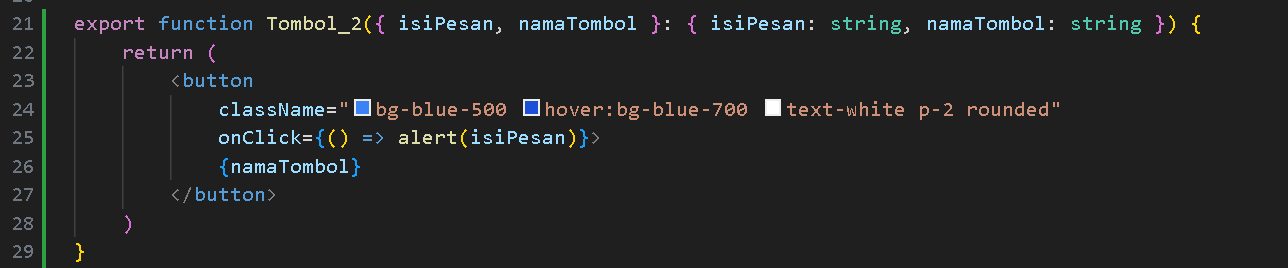 21 export function Tombol_2({ isiPesan, namaTombol }: { isiPesan: string, namaTombol: string }) {
22     return (
23         <button
24             className="bg-blue-500 hover:bg-blue-700 text-white p-2 rounded"
25             onClick={() => alert(isiPesan)}>
26             {namaTombol}
27         </button>
28     )
29 }